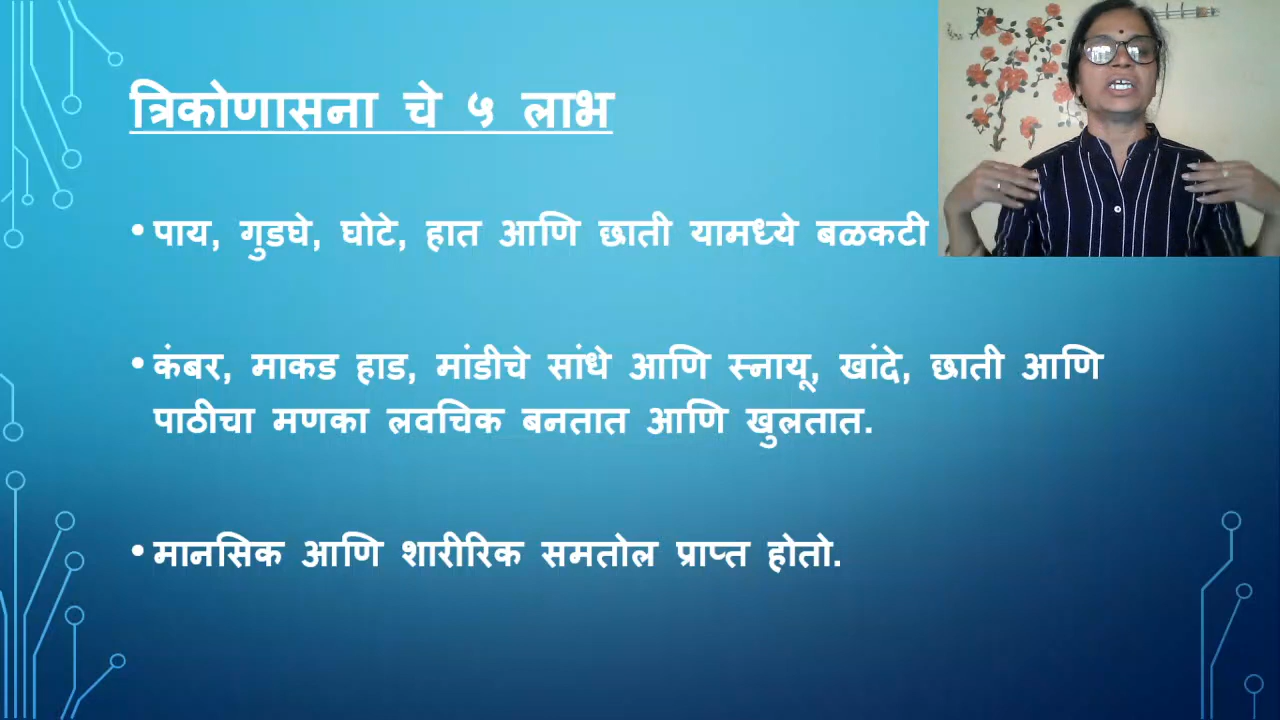 त्रिकोणासना चे ५ लाभ
• पाय, गुडघे, घोटे, हात आणि छाती यामध्ये बळकटी
• कंबर, माकड हाड, मांडीचे सांधे आणि स्नायू, खांदे, छाती आणि
पाठीचा मणका लवचिक बनतात आणि खुलतात.
• मानसिक आणि शारीरिक समतोल प्राप्त होतो.